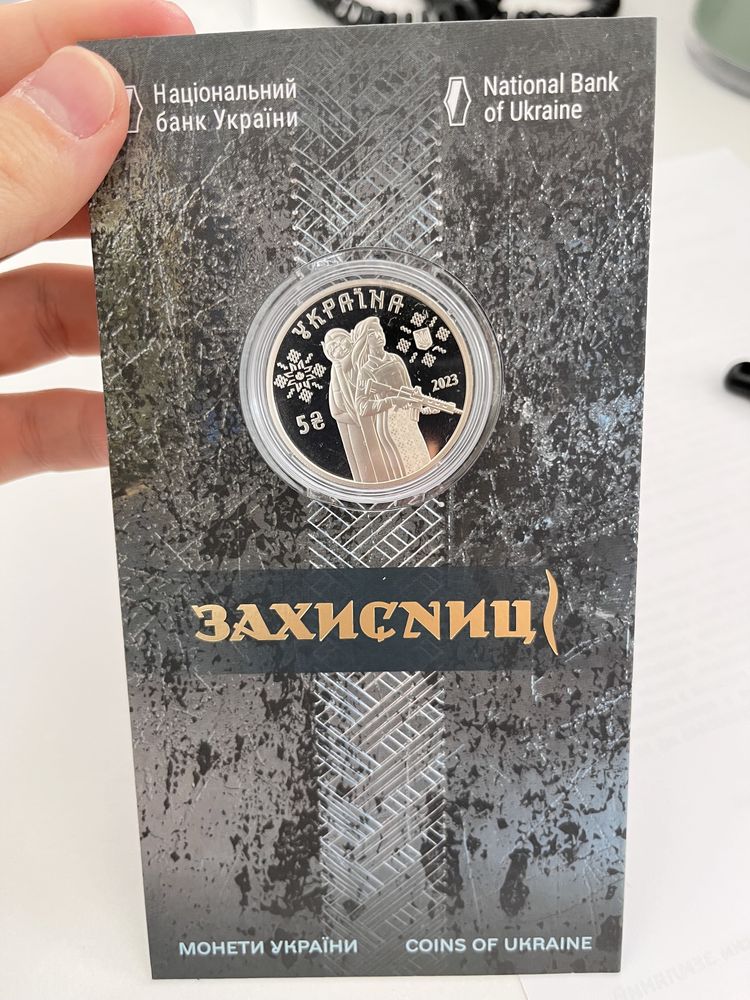 Національний
банк України
National Bank
of Ukraine
УКРАЇНА
2023
5₴
ЗАХИСНИЦІ
МОНЕТИ УКРАЇНИ
COINS OF UKRAINE